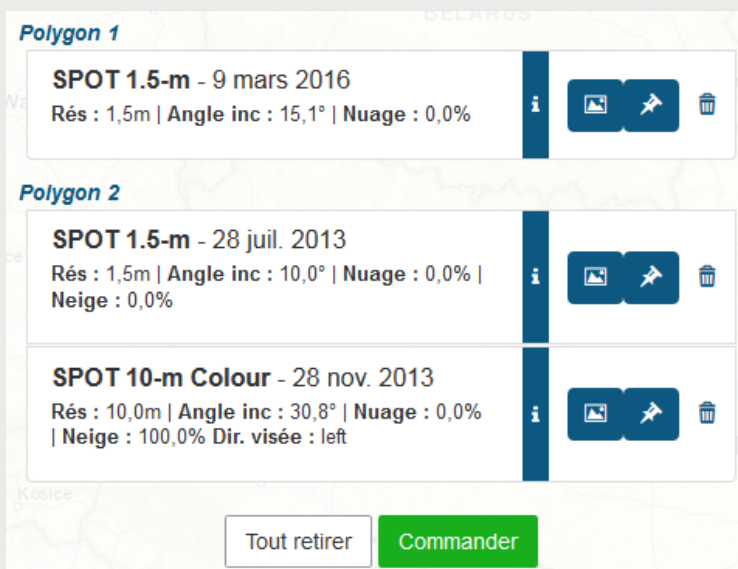 BELARUS
Polygon 1
SPOT 1.5-m - 9 mars 2016
Rés : 1,5m | Angle inc : 15,1° | Nuage : 0,0%
Polygon 2
SPOT 1.5-m - 28 juil. 2013
Rés : 1,5m | Angle inc : 10,0° | Nuage : 0,0% |
Neige : 0,0%
SPOT 10-m Colour - 28 nov. 2013
Rés : 10,0m | Angle inc : 30,8° | Nuage : 0,0%
| Neige : 100,0% Dir. visée : left
Kosice
Tout retirer Commander